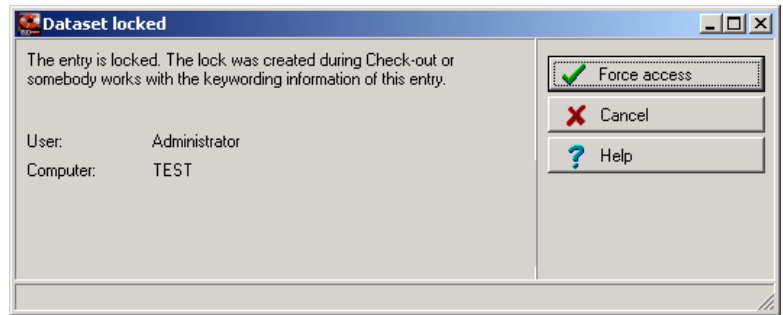 Dataset locked
The entry is locked. The lock was created during Check-out or
somebody works with the keywording information of this entry.
User: Administrator
Computer: TEST
Force access
Cancel
Help